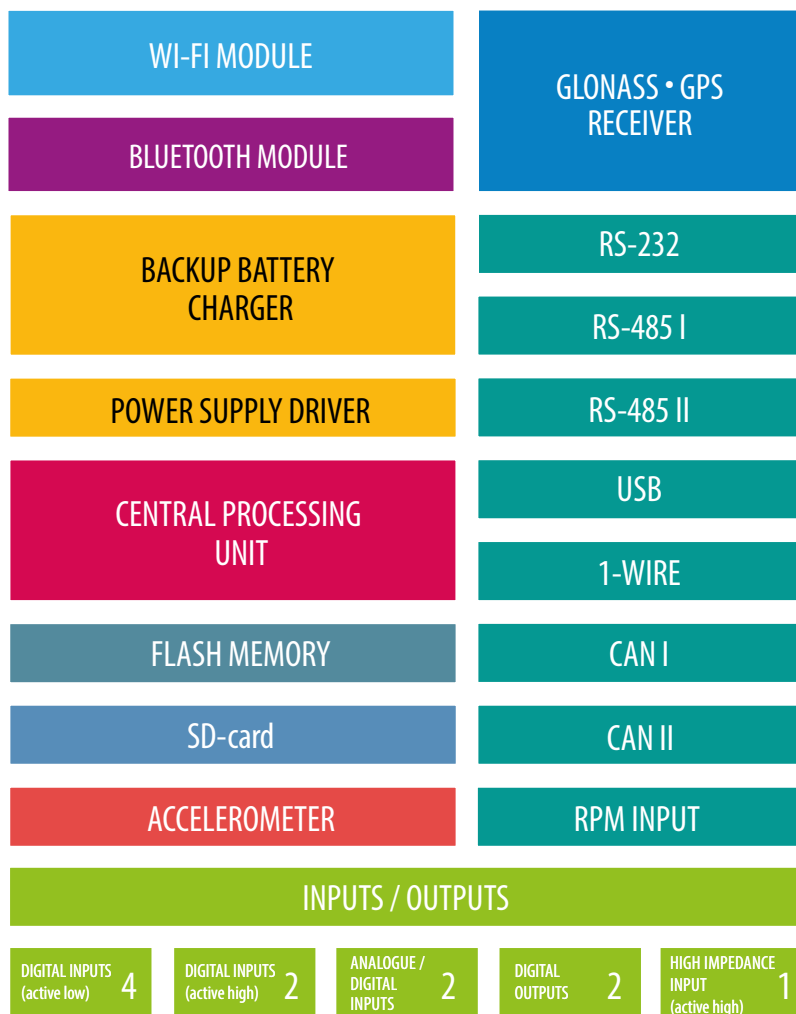 WI-FI MODULE
GLONASS • GPS
RECEIVER
BLUETOOTH MODULE
BACKUP BATTERY
CHARGER
RS-232
RS-485 I
POWER SUPPLY DRIVER
RS-485 II
CENTRAL PROCESSING
UNIT
USB
1-WIRE
FLASH MEMORY
CAN I
SD-card
CAN II
ACCELEROMETER
RPM INPUT
INPUTS / OUTPUTS
DIGITAL INPUTS
(active low)
4
DIGITAL INPUTS
(active high)
2
ANALOGUE /
DIGITAL
INPUTS
2
DIGITAL
OUTPUTS
2
HIGH IMPEDANCE
INPUT
(active high)
1